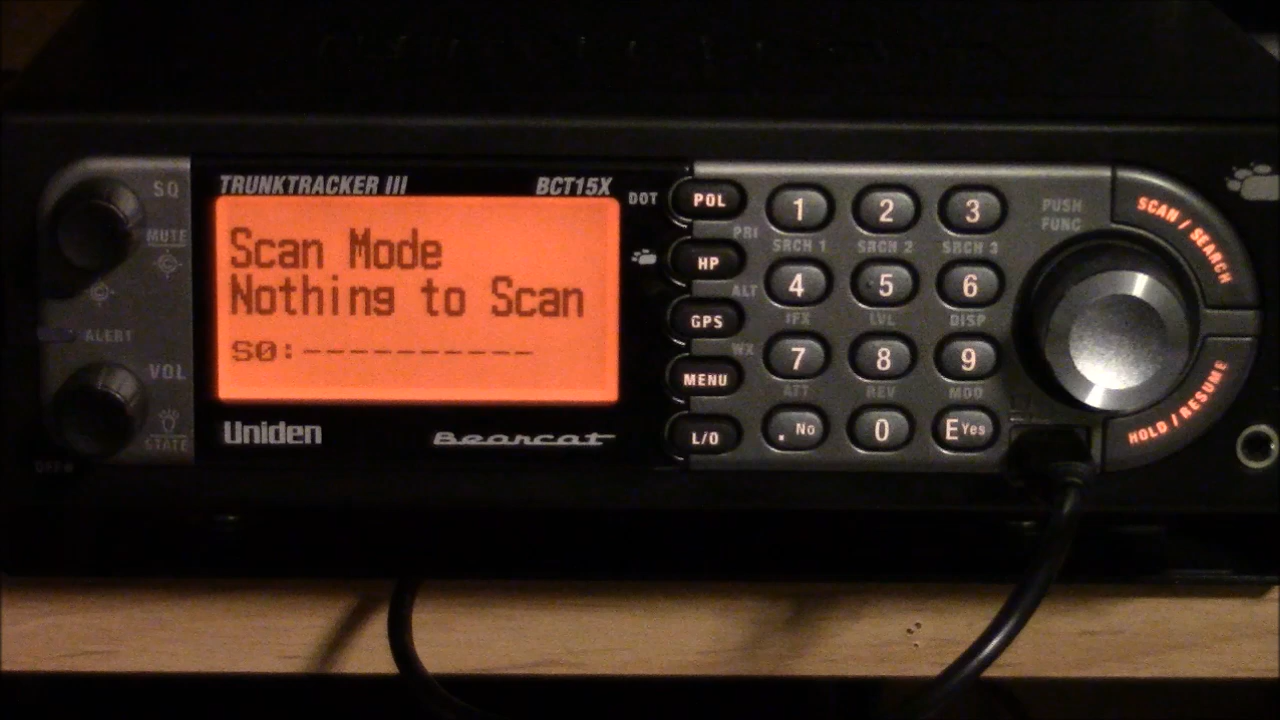 SQ
MUTE
ALERT
VOL
STATE
TRUNKTRACKER III BCT15X
Scan Mode
Nothing to Scan
S0:----------
Uniden Bearcat
DOT POL
PRI
HP
ALT
GPS
WX
MENU
L/O
1 2 3
SRCH 1 SRCH 2 SRCH 3
4 5 6
IFX LVL DISP
7 8 9
ATT REV MOD
. No 0 E Yes
PUSH
FUNC
SCAN / SEARCH
HOLD / RESUME